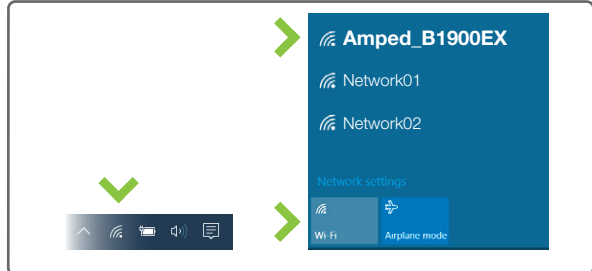 Amped_B1900EX
Network01
Network02
Network settings
Wi-Fi
Airplane mode